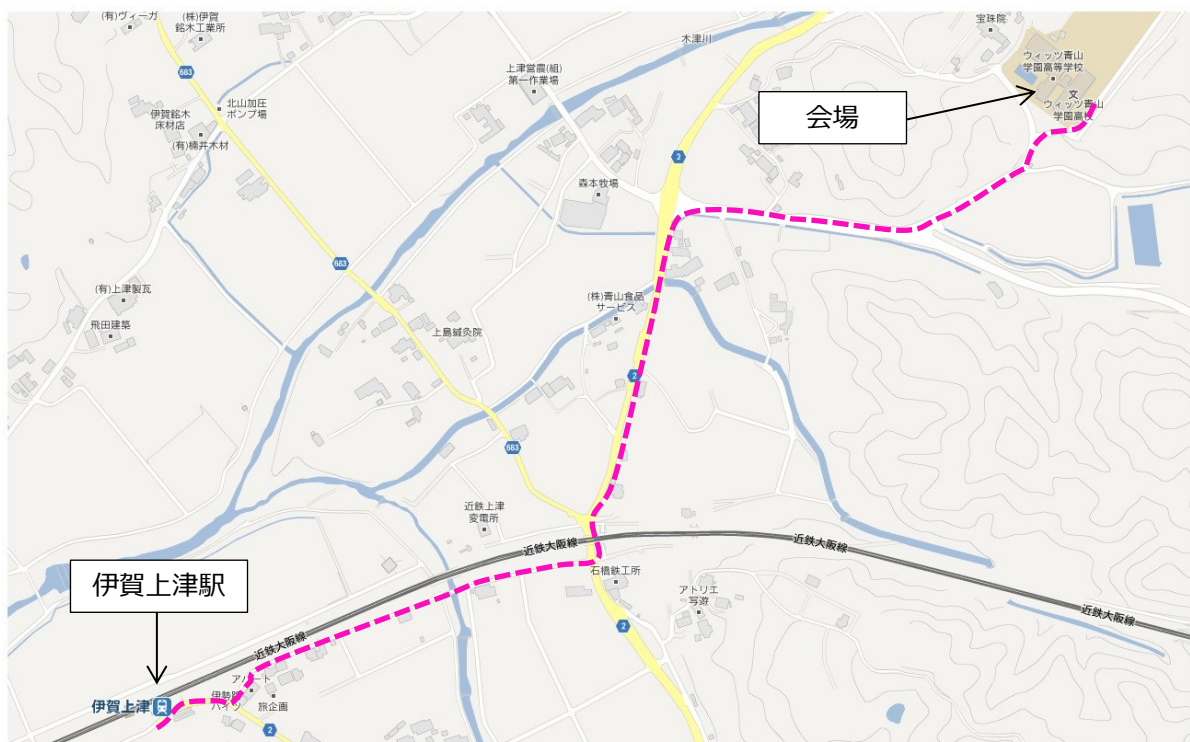 (有)ヴィーガ
(株)伊賀
銘木工業所
683
北山加圧
ポンプ場
伊賀銘木
床材店
(有)楠井木材
上津営農(組)
第一作業場
木津川
宝珠院
ウィッツ青山
学園高等学校
文
ウィッツ青山
学園高校
会場
2
森本牧場
683
(有)上津製瓦
飛田建築
上島鍼灸院
(株)青山食品
サービス
2
683
近鉄上津
変電所
近鉄大阪線
近鉄大阪線
近鉄大阪線
近鉄大阪線
石橋鉄工所
アトリエ
写遊
2
伊賀上津駅
アパート
ハイツ
旅企画
伊賀上津
2